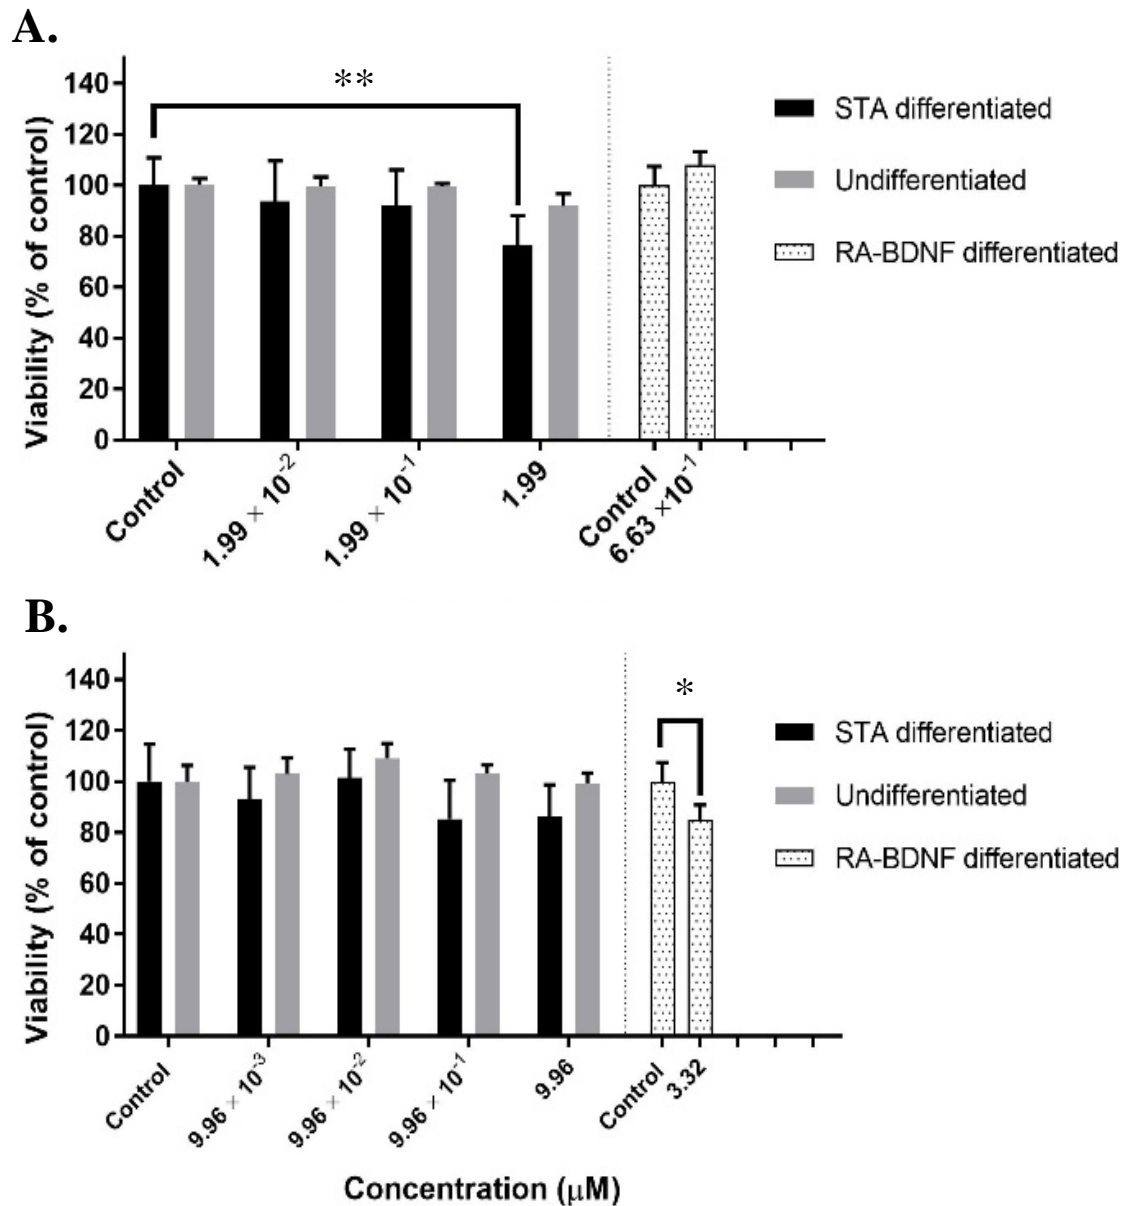 A.
Viability (% of control)
140
120
100
80
60
40
20
0
**
Control
1.99 × 10⁻²
1.99 × 10⁻¹
1.99
Control
6.63 ×10⁻¹
STA differentiated
Undifferentiated
RA-BDNF differentiated
B.
Viability (% of control)
140
120
100
80
60
40
20
0
*
Control
9.96 × 10⁻³
9.96 × 10⁻²
9.96 × 10⁻¹
9.96
Control
3.32
STA differentiated
Undifferentiated
RA-BDNF differentiated
Concentration (μM)